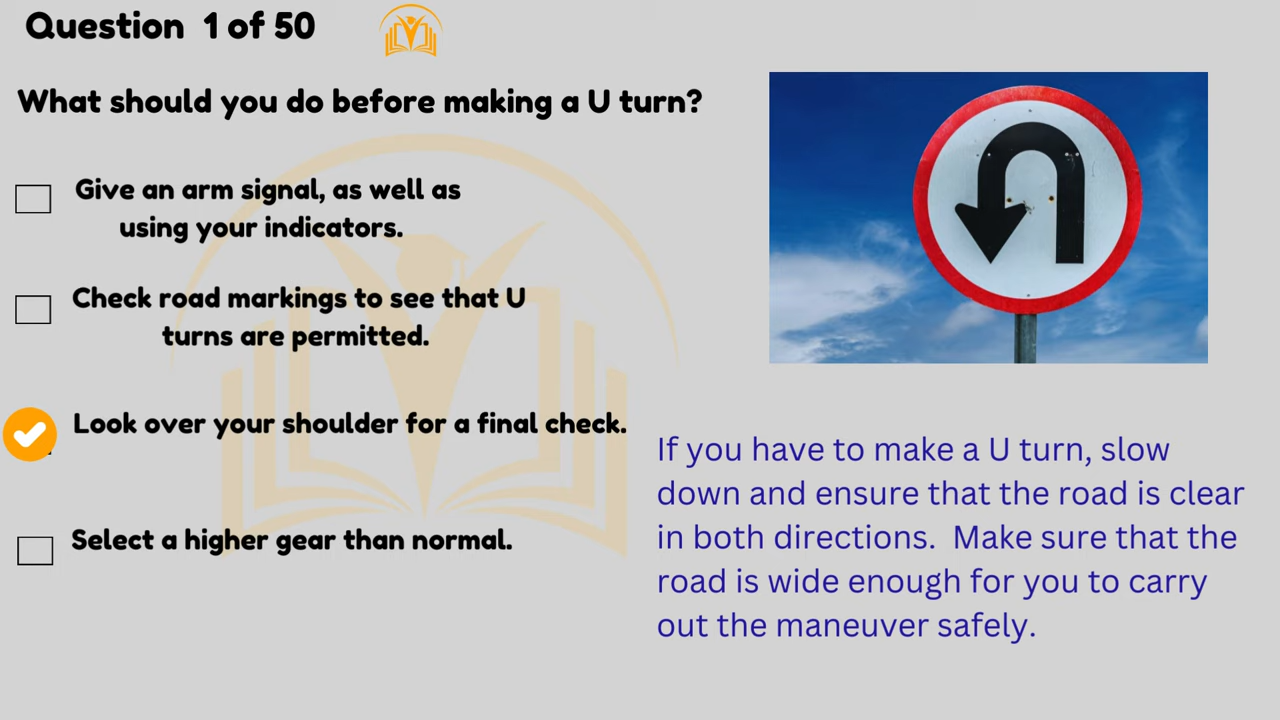 Question 1 of 50
What should you do before making a U turn?
Give an arm signal, as well as
using your indicators.
Check road markings to see that U
turns are permitted.
Look over your shoulder for a final check.
Select a higher gear than normal.
If you have to make a U turn, slow
down and ensure that the road is clear
in both directions. Make sure that the
road is wide enough for you to carry
out the maneuver safely.